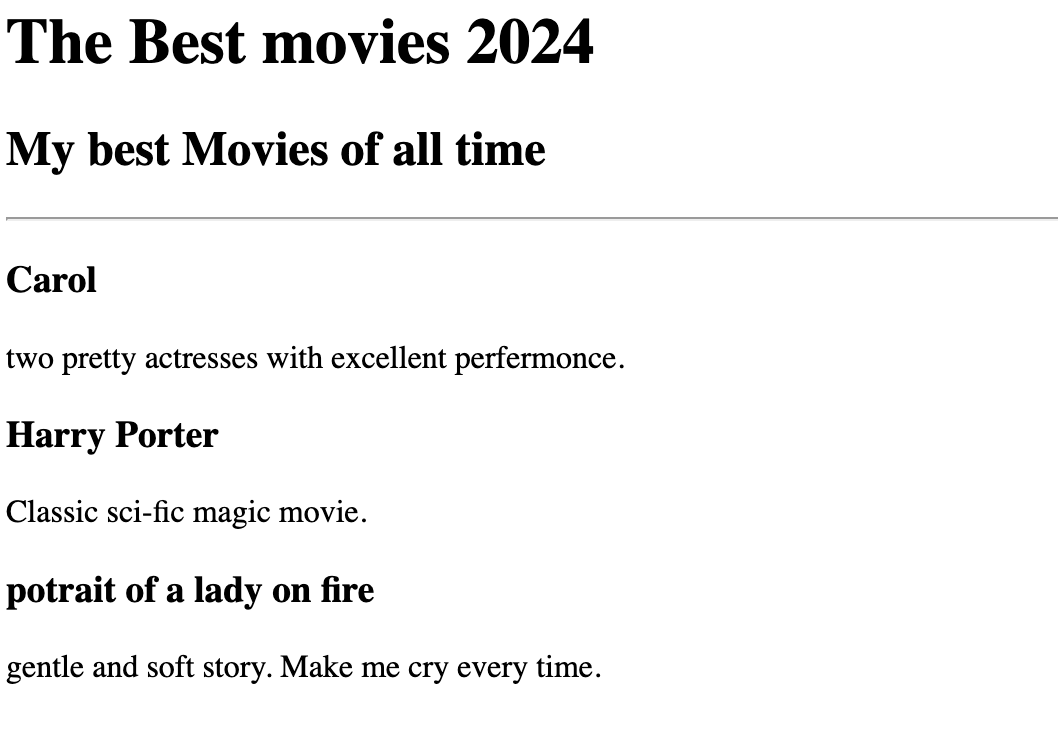 The Best movies 2024
My best Movies of all time
Carol
two pretty actresses with excellent perfermonce.
Harry Porter
Classic sci-fic magic movie.
potrait of a lady on fire
gentle and soft story. Make me cry every time.